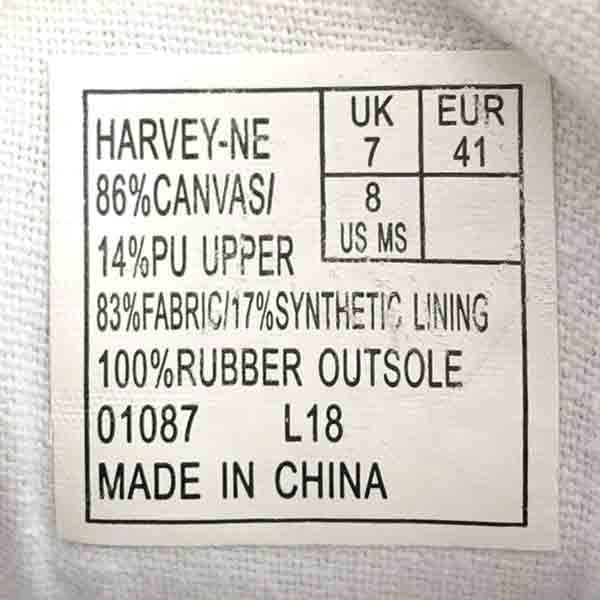 HARVEY-NE
UK EUR
7 41
86%CANVAS/
8
14%PU UPPER
US MS
83%FABRIC/17%SYNTHETIC LINING
100%RUBBER OUTSOLE
01087 L18
MADE IN CHINA